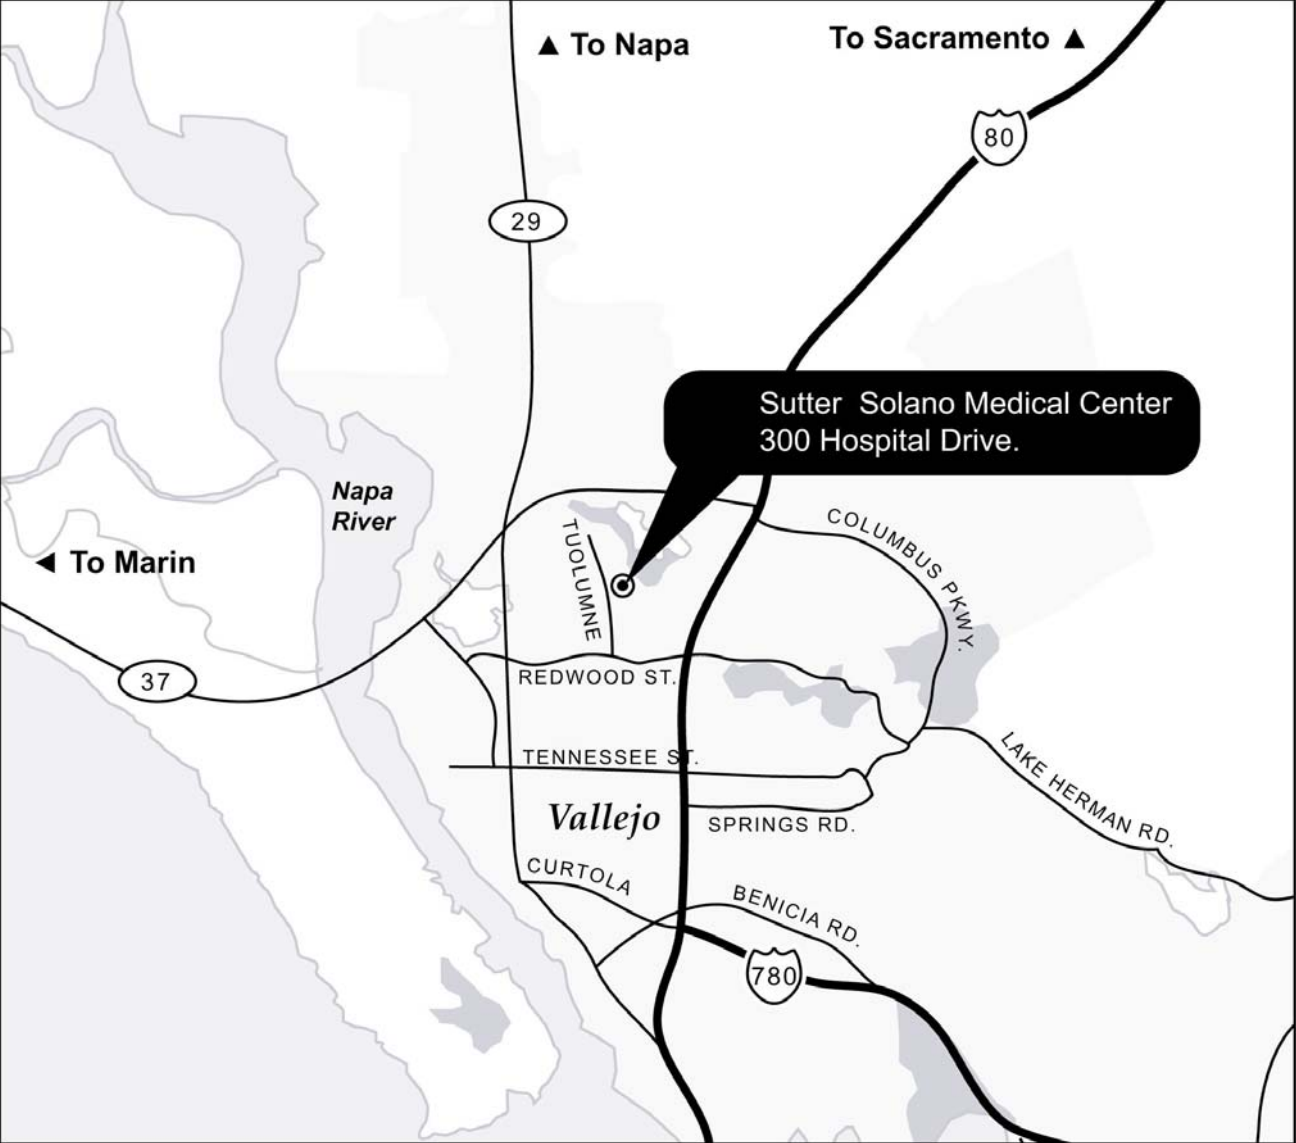 ▲ To Napa
To Sacramento ▲
80
29
Sutter Solano Medical Center
300 Hospital Drive.
Napa
River
◀ To Marin
COLUMBUS PKWY.
TUOLUMNE
37
REDWOOD ST.
TENNESSEE ST.
LAKE HERMAN RD.
Vallejo
SPRINGS RD.
CURTOLA
BENICIA RD.
780